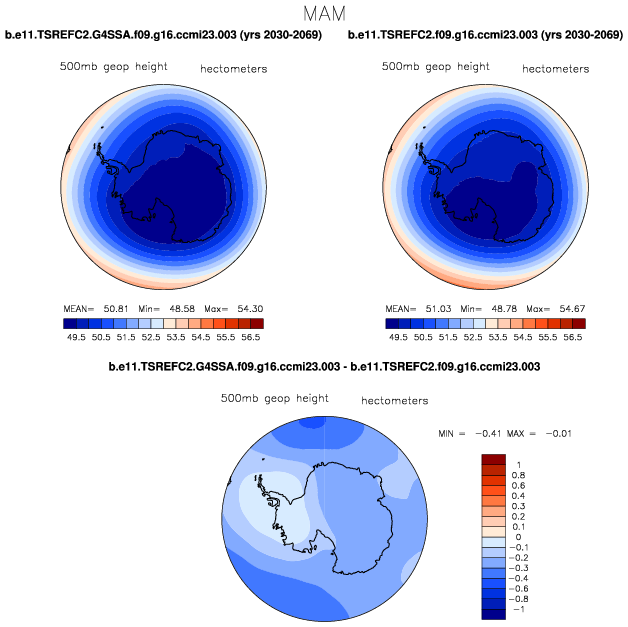 MAM
b.e11.TSREFC2.G4SSA.f09.g16.ccmi23.003 (yrs 2030-2069)
b.e11.TSREFC2.f09.g16.ccmi23.003 (yrs 2030-2069)
500mb geop height hectometers
500mb geop height hectometers
MEAN= 50.81 Min= 48.58 Max= 54.30
MEAN= 51.03 Min= 48.78 Max= 54.67
49.5 50.5 51.5 52.5 53.5 54.5 55.5 56.5
49.5 50.5 51.5 52.5 53.5 54.5 55.5 56.5
b.e11.TSREFC2.G4SSA.f09.g16.ccmi23.003 - b.e11.TSREFC2.f09.g16.ccmi23.003
500mb geop height hectometers
MIN = -0.41 MAX = -0.01
1
0.8
0.6
0.4
0.3
0.2
0.1
0
-0.1
-0.2
-0.3
-0.4
-0.6
-0.8
-1